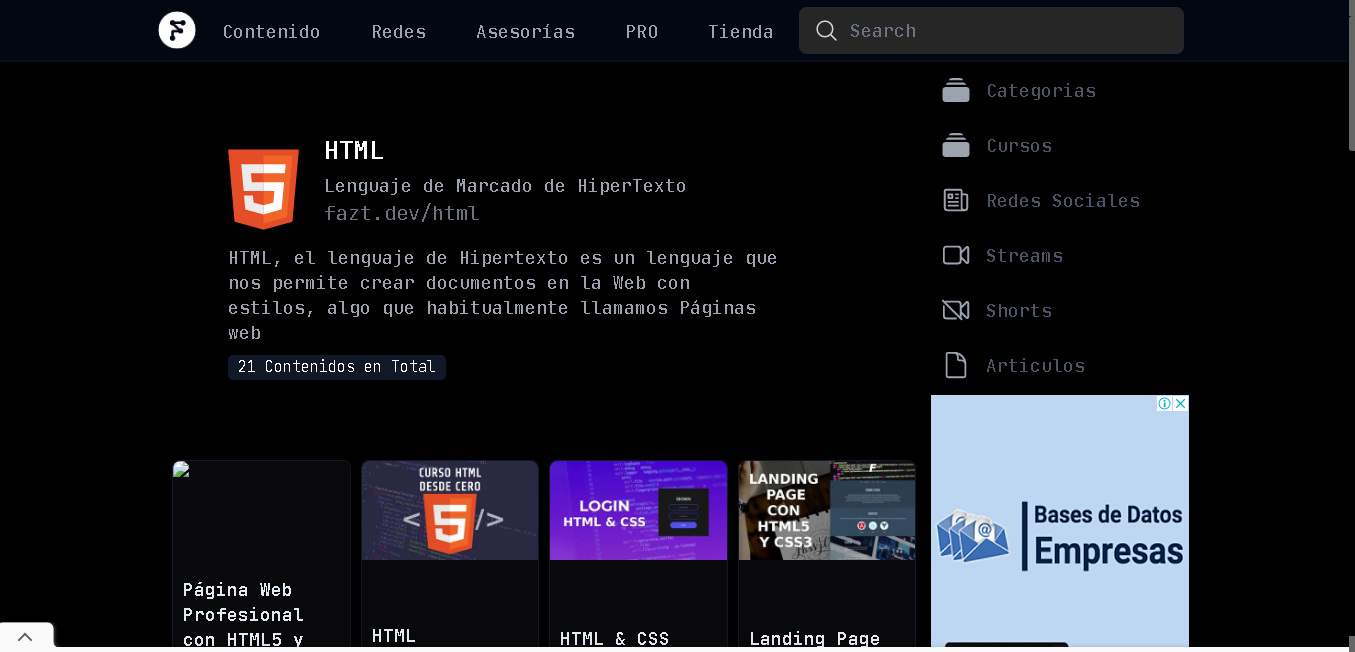 Contenido Redes Asesorías PRO Tienda Search
Categorias
Cursos
Redes Sociales
Streams
Shorts
Articulos
HTML
Lenguaje de Marcado de HiperTexto
fazt.dev/html
HTML, el lenguaje de Hipertexto es un lenguaje que
nos permite crear documentos en la Web con
estilos, algo que habitualmente llamamos Páginas
web
21 Contenidos en Total
Bases de Datos
Empresas
CURSO HTML
DESDE CERO
< 5 />
LOGIN
HTML & CSS
LANDING
PAGE
CON
HTML5
Y CSS3
Página Web
Profesional
con HTML5 y
HTML
HTML & CSS
Landing Page